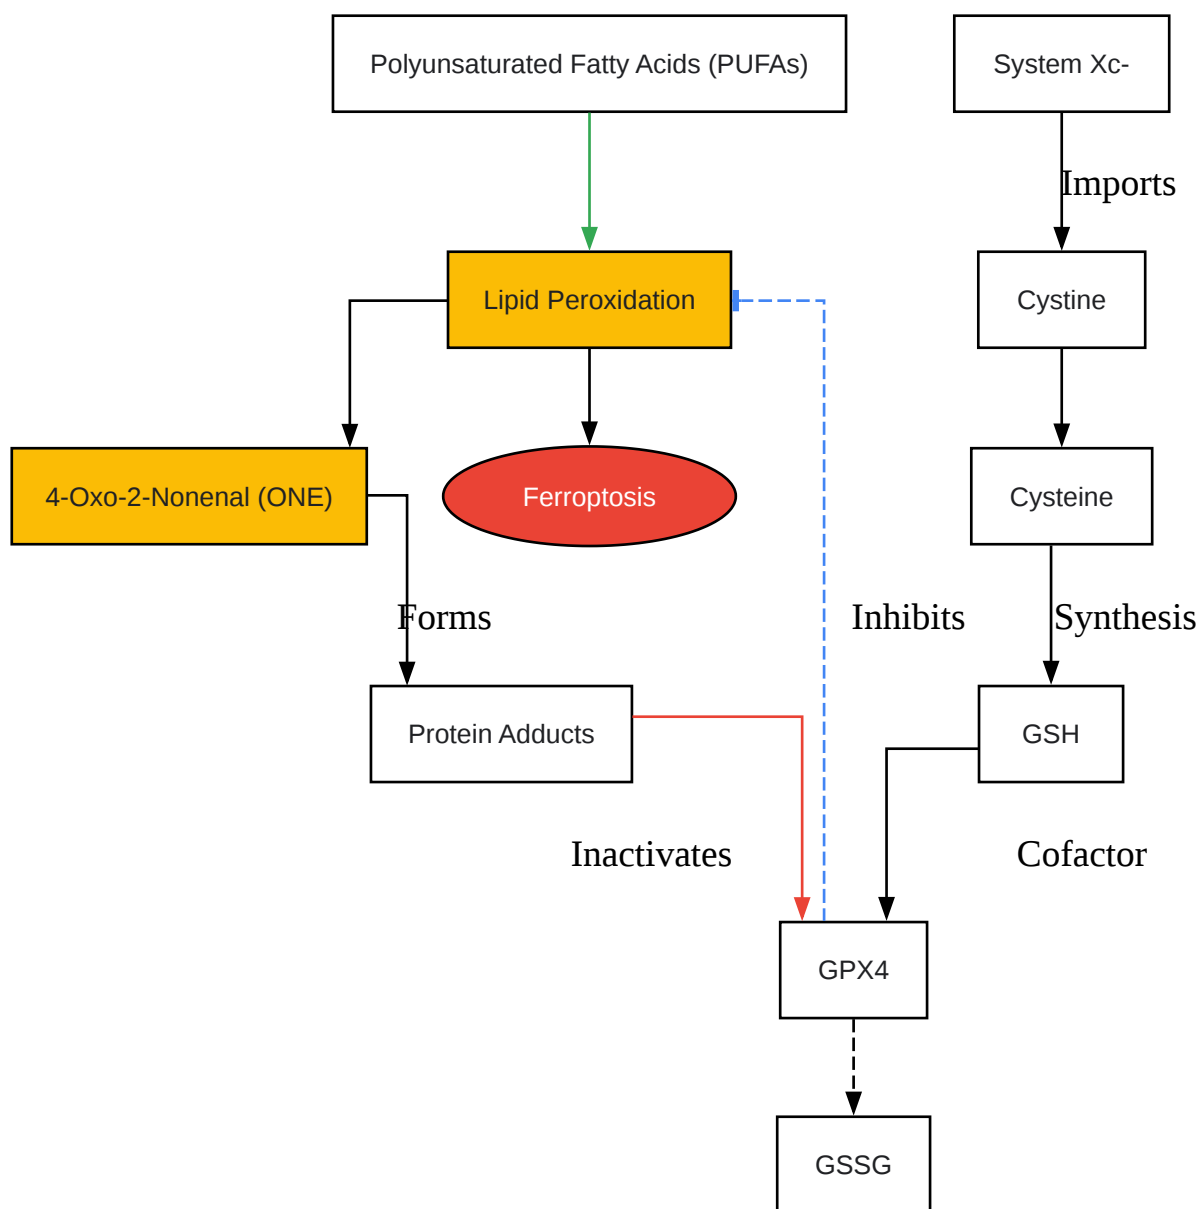 Polyunsaturated Fatty Acids (PUFAs)
System Xc-
Imports
Lipid Peroxidation
Cystine
4-Oxo-2-Nonenal (ONE)
Ferroptosis
Cysteine
Forms
Inhibits
Synthesis
Protein Adducts
GSH
Inactivates
Cofactor
GPX4
GSSG